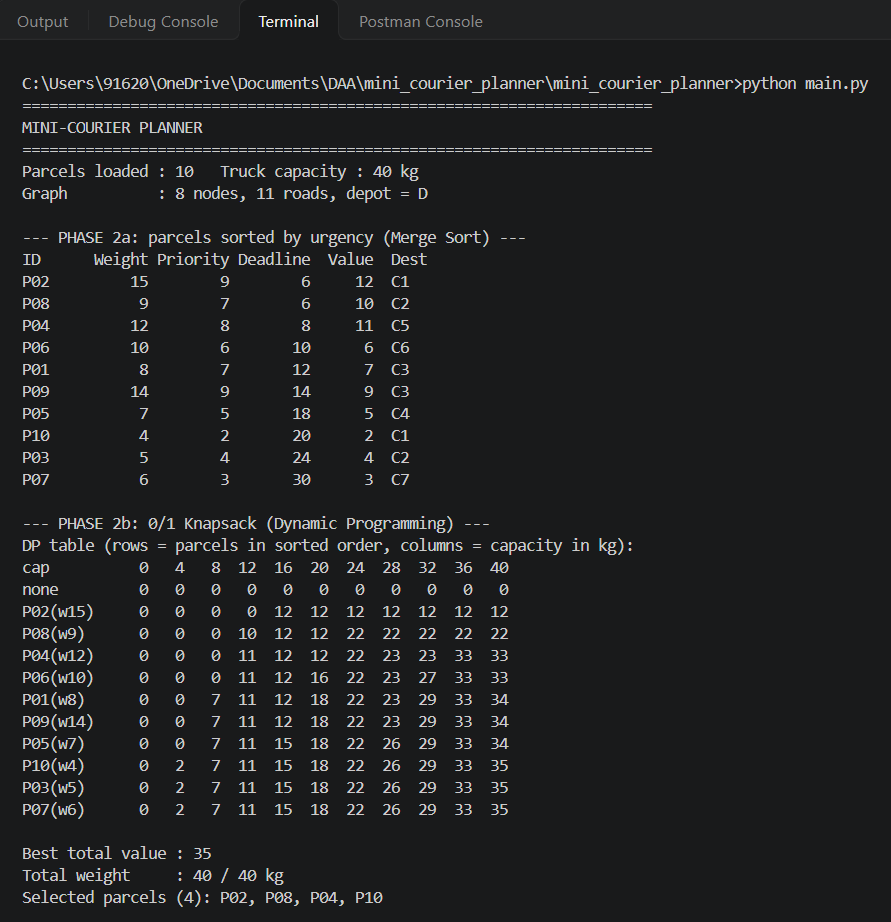 Output Debug Console Terminal Postman Console
C:\Users\91620\OneDrive\Documents\DAA\mini_courier_planner\mini_courier_planner>python main.py
======================================================================
MINI-COURIER PLANNER
======================================================================
Parcels loaded : 10   Truck capacity : 40 kg
Graph          : 8 nodes, 11 roads, depot = D
--- PHASE 2a: parcels sorted by urgency (Merge Sort) ---
ID      Weight Priority Deadline  Value  Dest
P02         15        9        6     12  C1
P08          9        7        6     10  C2
P04         12        8        8     11  C5
P06         10        6       10      6  C6
P01          8        7       12      7  C3
P09         14        9       14      9  C3
P05          7        5       18      5  C4
P10          4        2       20      2  C1
P03          5        4       24      4  C2
P07          6        3       30      3  C7
--- PHASE 2b: 0/1 Knapsack (Dynamic Programming) ---
DP table (rows = parcels in sorted order, columns = capacity in kg):
cap          0   4   8  12  16  20  24  28  32  36  40
none         0   0   0   0   0   0   0   0   0   0   0
P02(w15)     0   0   0   0  12  12  12  12  12  12  12
P08(w9)      0   0   0  10  12  12  22  22  22  22  22
P04(w12)     0   0   0  11  12  12  22  23  23  33  33
P06(w10)     0   0   0  11  12  16  22  23  27  33  33
P01(w8)      0   0   7  11  12  18  22  23  29  33  34
P09(w14)     0   0   7  11  12  18  22  23  29  33  34
P05(w7)      0   0   7  11  15  18  22  26  29  33  34
P10(w4)      0   2   7  11  15  18  22  26  29  33  35
P03(w5)      0   2   7  11  15  18  22  26  29  33  35
P07(w6)      0   2   7  11  15  18  22  26  29  33  35
Best total value : 35
Total weight     : 40 / 40 kg
Selected parcels (4): P02, P08, P04, P10